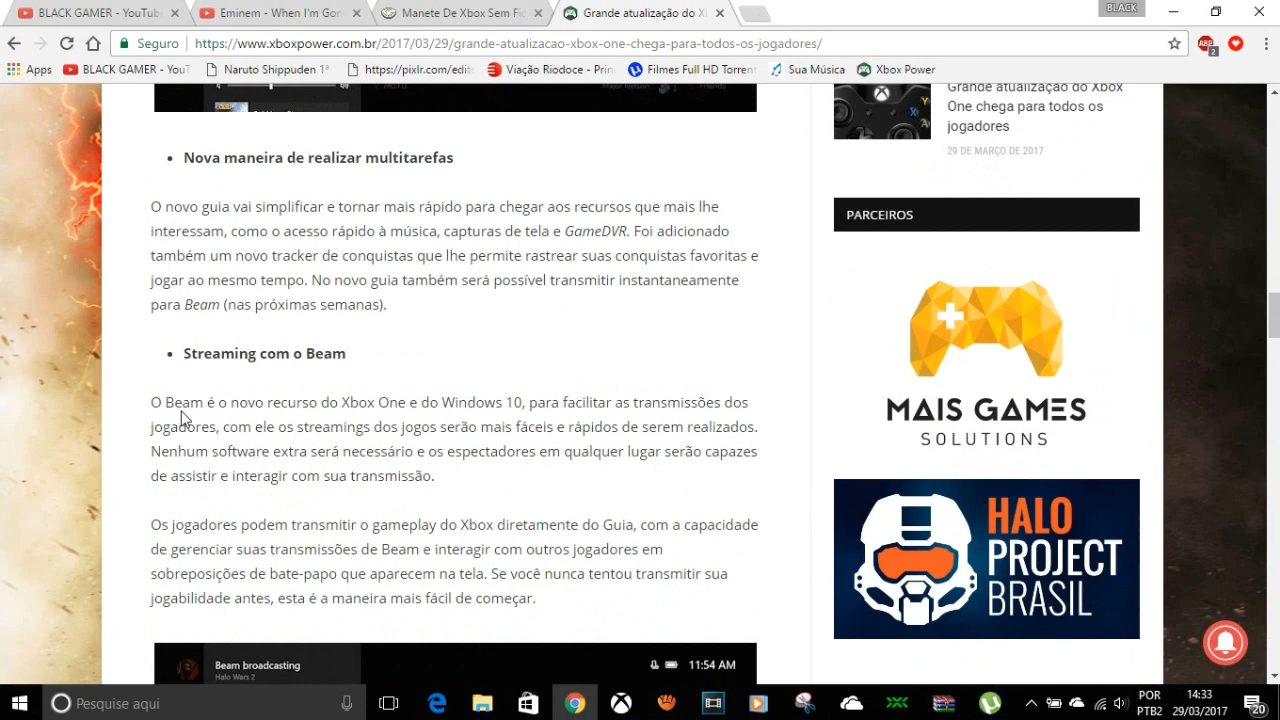 BLACK GAMER - YouTube
Eminem - When I'm Gon
Manete De Xbox Sem Fi
Grande atualização do X
BLACK
Seguro
https://www.xboxpower.com.br/2017/03/29/grande-atualizacao-xbox-one-chega-para-todos-os-jogadores/
ABP
2
Apps
BLACK GAMER - YouT
Naruto Shippuden 1ª
https://pixlr.com/edito
Viação Riodoce - Prin
Filmes Full HD Torrent
Sua Música
Xbox Power
Grande atualização do Xbox
One chega para todos os
jogadores
29 DE MARÇO DE 2017
PARCEIROS
MAIS GAMES
SOLUTIONS
HALO
PROJECT
BRASIL
• Nova maneira de realizar multitarefas
O novo guia vai simplificar e tornar mais rápido para chegar aos recursos que mais lhe
interessam, como o acesso rápido à música, capturas de tela e GameDVR. Foi adicionado
também um novo tracker de conquistas que lhe permite rastrear suas conquistas favoritas e
jogar ao mesmo tempo. No novo guia também será possível transmitir instantaneamente
para Beam (nas próximas semanas).
• Streaming com o Beam
O Beam é o novo recurso do Xbox One e do Windows 10, para facilitar as transmissões dos
jogadores, com ele os streamings dos jogos serão mais fáceis e rápidos de serem realizados.
Nenhum software extra será necessário e os espectadores em qualquer lugar serão capazes
de assistir e interagir com sua transmissão.
Os jogadores podem transmitir o gameplay do Xbox diretamente do Guia, com a capacidade
de gerenciar suas transmissões de Beam e interagir com outros jogadores em
sobreposições de bate-papo que aparecem na tela. Se você nunca tentou transmitir sua
jogabilidade antes, esta é a maneira mais fácil de começar.
Beam broadcasting
Halo Wars 2
11:54 AM
Pesquise aqui
POR
PTB2
14:33
29/03/2017
20